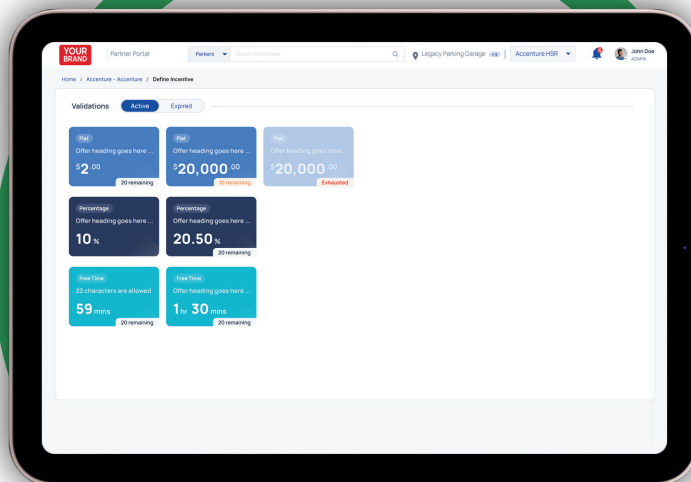 YOUR
BRAND
Partner Portal
Parkers
Search for Parkers
Legacy Parking Garage +3
Accenture HSR
John Doe
ADMIN
Home / Accenture - Accenture / Define Incentive
Validations
Active
Expired
Flat
Offer heading goes here ...
$2.00
20 remaining
Flat
Offer heading goes here ...
$20,000.00
10 remaining
Flat
Offer heading goes here ...
$20,000.00
Exhausted
Percentage
Offer heading goes here ...
10 %
Percentage
Offer heading goes here ...
20.50 %
20 remaining
Free Time
22 characters are allowed
59 mins
20 remaining
Free Time
Offer heading goes here ...
1 hr 30 mins
20 remaining